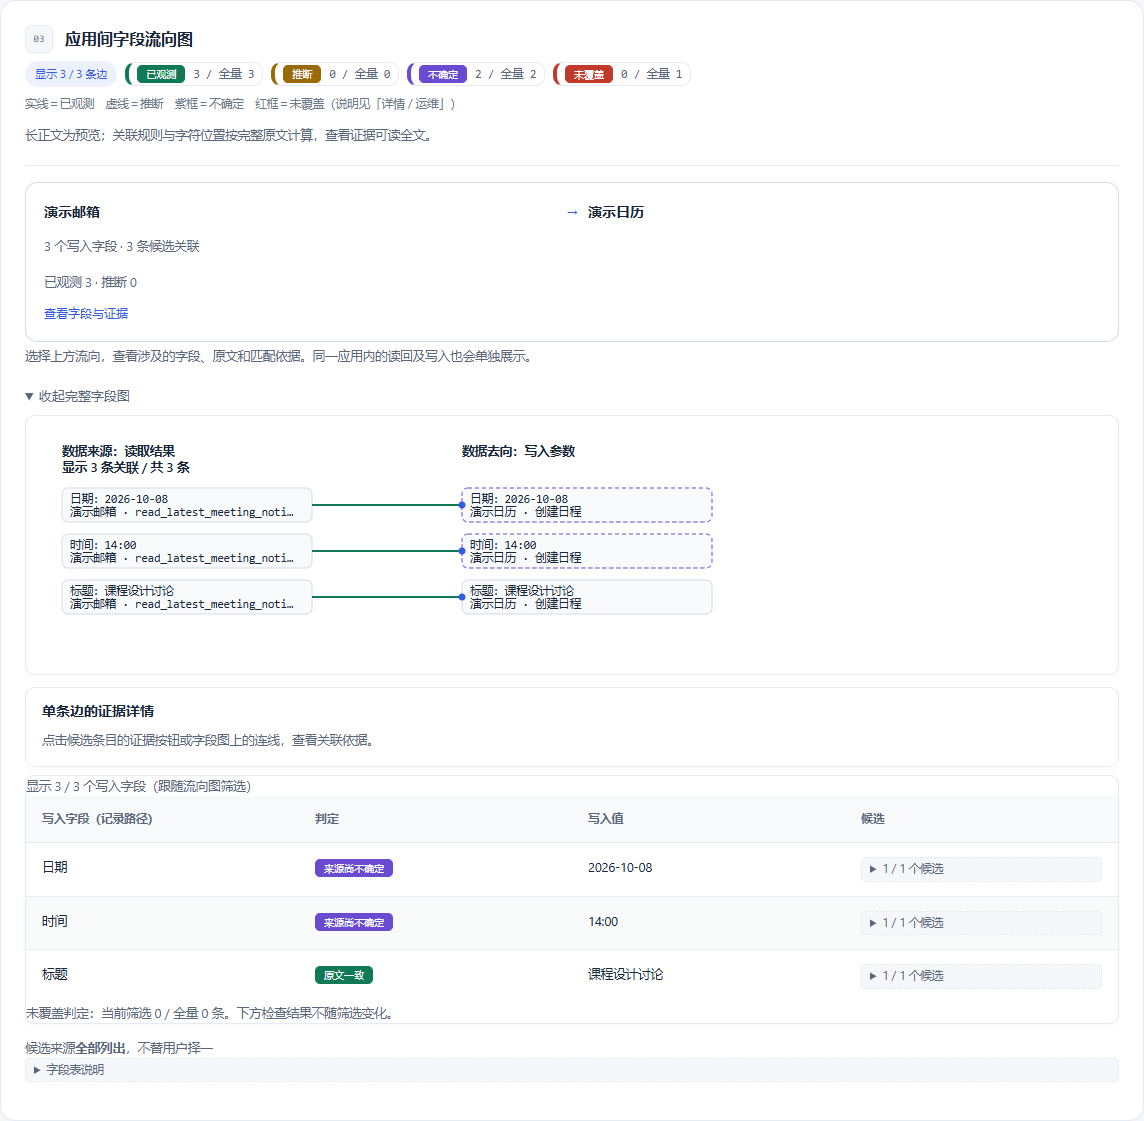 03 应用间字段流向图
显示 3 / 3 条边 已观测 3 / 全量 3 推断 0 / 全量 0 不确定 2 / 全量 2 未覆盖 0 / 全量 1
实线=已观测 虚线=推断 紫框=不确定 红框=未覆盖（说明见「详情 / 运维」）
长正文为预览；关联规则与字符位置按完整原文计算，查看证据可读全文。
演示邮箱 → 演示日历
3 个写入字段 · 3 条候选关联
已观测 3 · 推断 0
查看字段与证据
选择上方流向，查看涉及的字段、原文和匹配依据。同一应用内的读回及写入也会单独展示。
▼ 收起完整字段图
数据来源：读取结果 数据去向：写入参数
显示 3 条关联 / 共 3 条
日期：2026-10-08 日期：2026-10-08
演示邮箱 · read_latest_meeting_noti… 演示日历 · 创建日程
时间：14:00 时间：14:00
演示邮箱 · read_latest_meeting_noti… 演示日历 · 创建日程
标题：课程设计讨论 标题：课程设计讨论
演示邮箱 · read_latest_meeting_noti… 演示日历 · 创建日程
单条边的证据详情
点击候选条目的证据按钮或字段图上的连线，查看关联依据。
显示 3 / 3 个写入字段（跟随流向图筛选）
写入字段（记录路径） 判定 写入值 候选
日期 来源尚不确定 2026-10-08 ▶ 1 / 1 个候选
时间 来源尚不确定 14:00 ▶ 1 / 1 个候选
标题 原文一致 课程设计讨论 ▶ 1 / 1 个候选
未覆盖判定：当前筛选 0 / 全量 0 条。下方检查结果不随筛选变化。
候选来源全部列出，不替用户择一
▶ 字段表说明